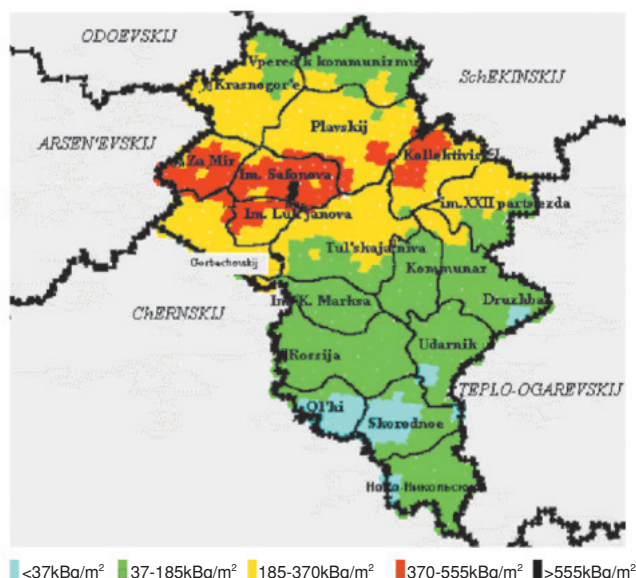 ODOEVSKIJ
Vpered k kommunizmu
SchEKINSKIJ
Krasnogor'e
Plavskij
ARSEN'EVSKIJ
Za Mir
Kollektivist
Im. Safonova
im.XXII partsezda
Im. Luk'janova
Tul'skaja niva
Gorbachovskij
Kommunar
ChERNSKIJ
Im K. Marksa
Druzhba
Udarnik
Rossija
TEPLO-OGAREVSKIJ
Ol'hi
Skorodnoe
<37kBq/m² 37-185kBq/m² 185-370kBq/m² 370-555kBq/m² >555kBq/m²